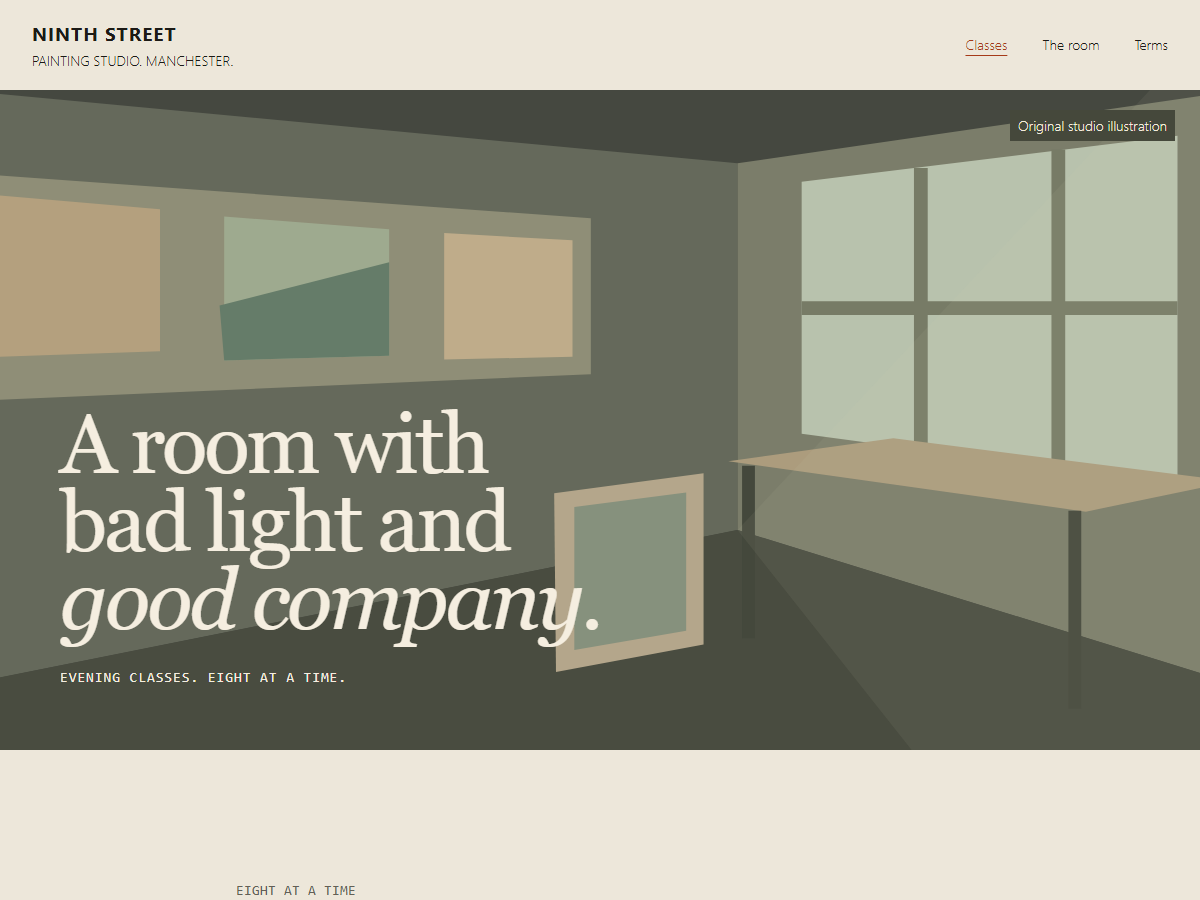 NINTH STREET
PAINTING STUDIO. MANCHESTER.
Classes
The room
Terms
Original studio illustration
A room with
bad light and
good company.
EVENING CLASSES. EIGHT AT A TIME.
EIGHT AT A TIME